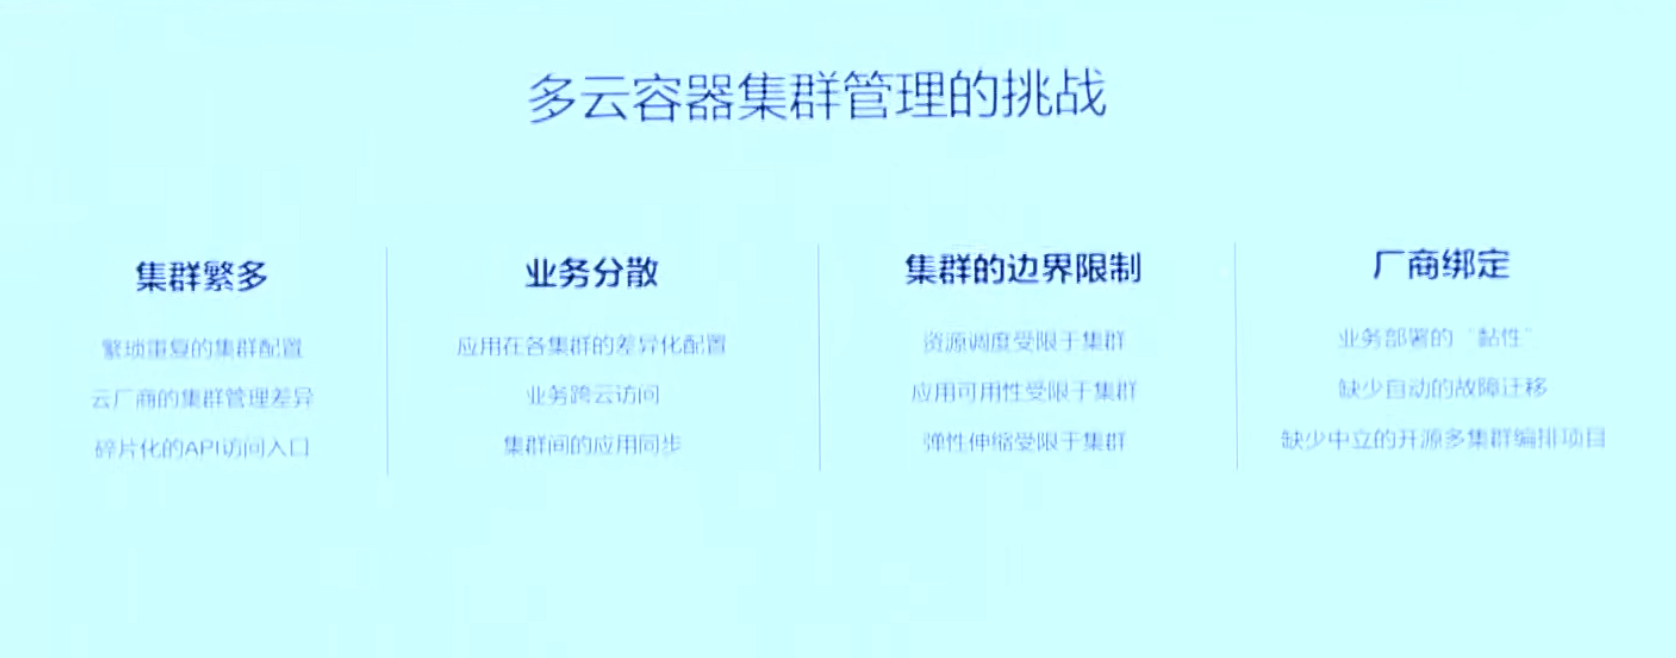 多云容器集群管理的挑战
集群繁多
繁琐重复的集群配置
云厂商的集群管理差异
碎片化的API访问入口
业务分散
应用在各集群的差异化配置
业务跨云访问
集群间的应用同步
集群的边界限制
资源调度受限于集群
应用可用性受限于集群
弹性伸缩受限于集群
厂商绑定
业务部署的“黏性”
缺少自动的故障迁移
缺少中立的开源多集群编排项目